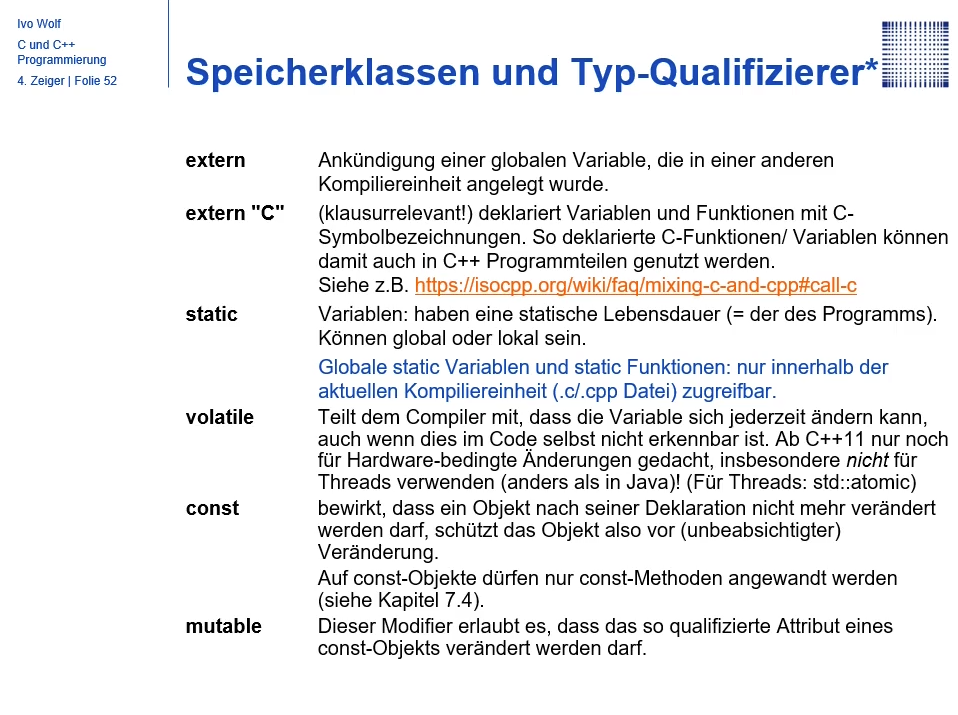 Ivo Wolf
C und C++
Programmierung
4. Zeiger | Folie 52
Speicherklassen und Typ-Qualifizierer*
extern Ankündigung einer globalen Variable, die in einer anderen
Kompiliereinheit angelegt wurde.
extern "C" (klausurrelevant!) deklariert Variablen und Funktionen mit C-
Symbolbezeichnungen. So deklarierte C-Funktionen/ Variablen können
damit auch in C++ Programmteilen genutzt werden.
Siehe z.B. https://isocpp.org/wiki/faq/mixing-c-and-cpp#call-c
static Variablen: haben eine statische Lebensdauer (= der des Programms).
Können global oder lokal sein.
Globale static Variablen und static Funktionen: nur innerhalb der
aktuellen Kompiliereinheit (.c/.cpp Datei) zugreifbar.
volatile Teilt dem Compiler mit, dass die Variable sich jederzeit ändern kann,
auch wenn dies im Code selbst nicht erkennbar ist. Ab C++11 nur noch
für Hardware-bedingte Änderungen gedacht, insbesondere nicht für
Threads verwenden (anders als in Java)! (Für Threads: std::atomic)
const bewirkt, dass ein Objekt nach seiner Deklaration nicht mehr verändert
werden darf, schützt das Objekt also vor (unbeabsichtigter)
Veränderung.
Auf const-Objekte dürfen nur const-Methoden angewandt werden
(siehe Kapitel 7.4).
mutable Dieser Modifier erlaubt es, dass das so qualifizierte Attribut eines
const-Objekts verändert werden darf.